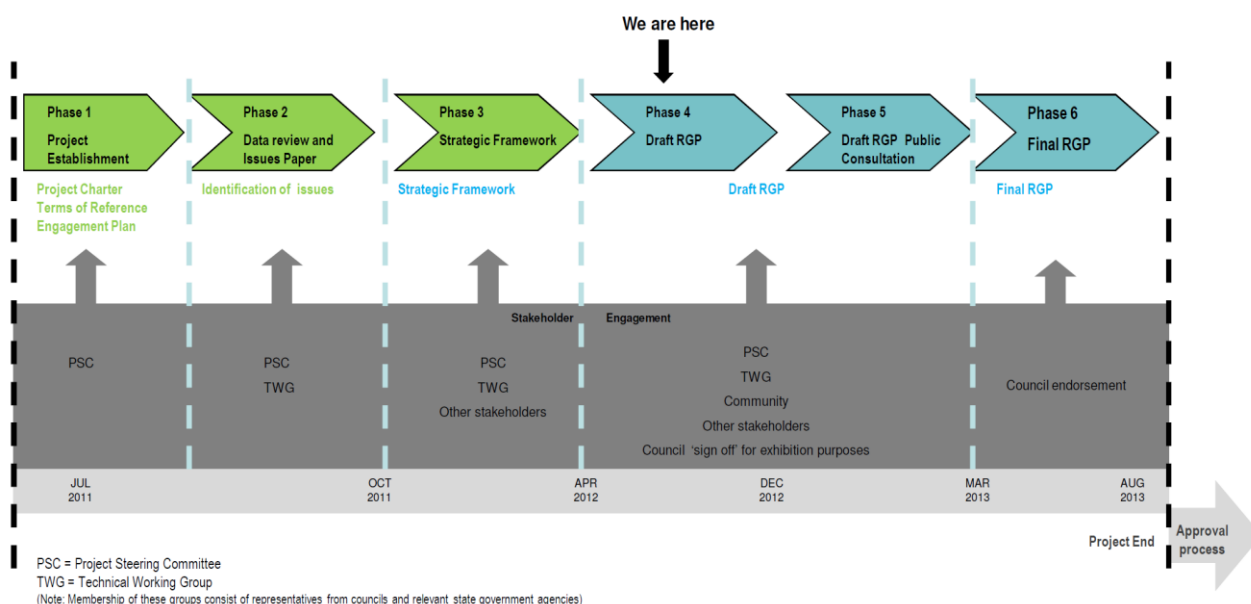 We are here
Phase 1
Project
Establishment
Phase 2
Data review and
Issues Paper
Phase 3
Strategic Framework
Phase 4
Draft RGP
Phase 5
Draft RGP Public
Consultation
Phase 6
Final RGP
Project Charter
Terms of Reference
Engagement Plan
Identification of issues
Strategic Framework
Draft RGP
Final RGP
Stakeholder Engagement
PSC
PSC
TWG
PSC
TWG
Other stakeholders
PSC
TWG
Community
Other stakeholders
Council 'sign off' for exhibition purposes
Council endorsement
JUL
2011
OCT
2011
APR
2012
DEC
2012
MAR
2013
AUG
2013
Project End
Approval
process
PSC = Project Steering Committee
TWG = Technical Working Group
(Note: Membership of these groups consist of representatives from councils and relevant state government agencies)